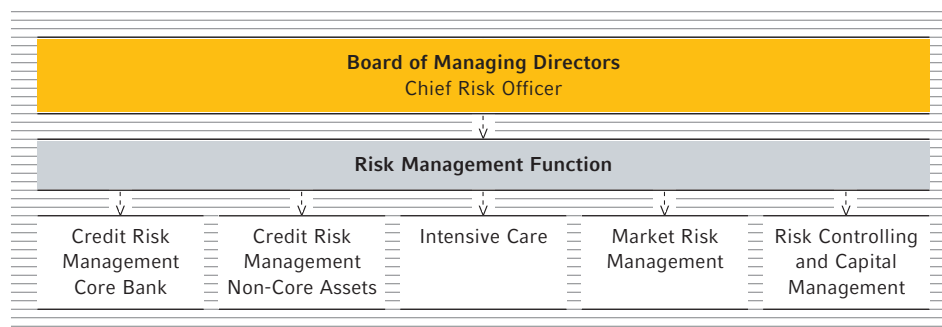 Board of Managing Directors
Chief Risk Officer
Risk Management Function
Credit Risk
Management
Core Bank
Credit Risk
Management
Non-Core Assets
Intensive Care
Market Risk
Management
Risk Controlling
and Capital
Management